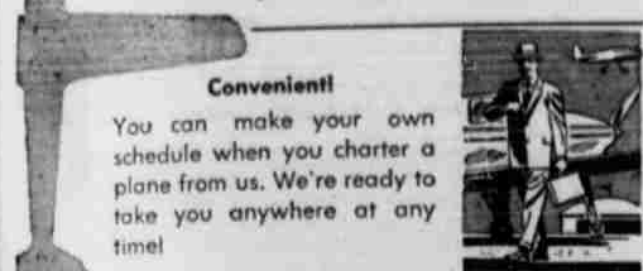 Convenient!
You can make your own
schedule when you charter a
plane from us. We're ready to
take you anywhere at any
time!